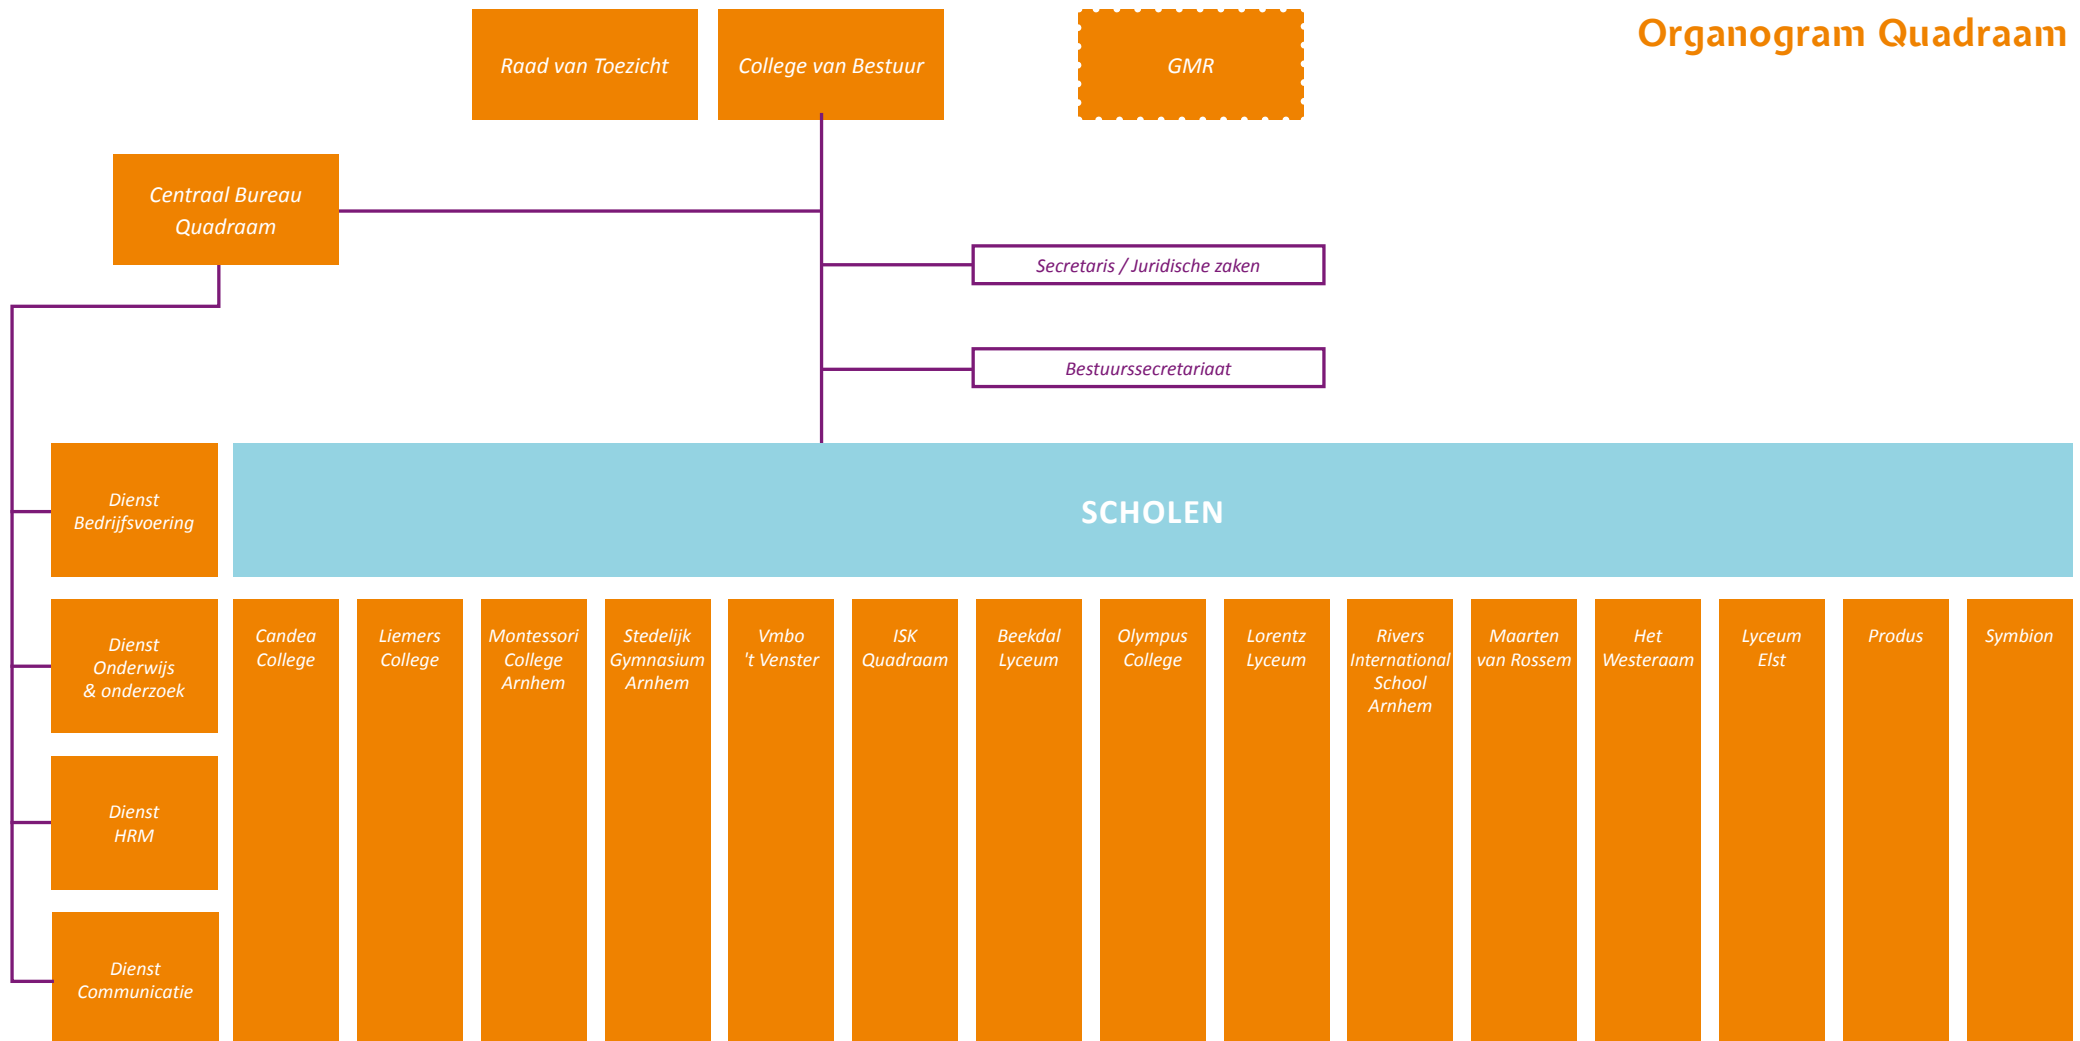 Organogram Quadraam
Raad van Toezicht
College van Bestuur
GMR
Centraal Bureau
Quadraam
Secretaris / Juridische zaken
Bestuurssecretariaat
Dienst
Bedrijfsvoering
SCHOLEN
Dienst
Onderwijs
& onderzoek
Dienst
HRM
Dienst
Communicatie
Candea
College
Liemers
College
Montessori
College
Arnhem
Stedelijk
Gymnasium
Arnhem
Vmbo
't Venster
ISK
Quadraam
Beekdal
Lyceum
Olympus
College
Lorentz
Lyceum
Rivers
International
School
Arnhem
Maarten
van Rossem
Het
Westeraam
Lyceum
Elst
Produs
Symbion